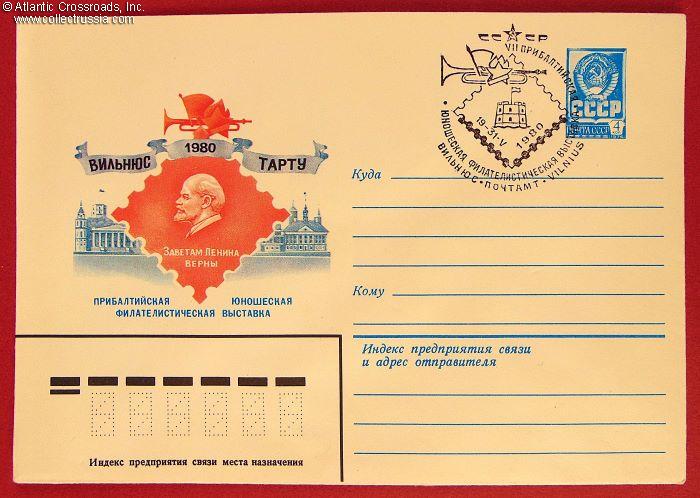 © Atlantic Crossroads, Inc.
www.collectrussia.com
ВИЛЬНЮС 1980 ТАРТУ
ЗАВЕТАМ ЛЕНИНА
ВЕРНЫ
ПРИБАЛТИЙСКАЯ ЮНОШЕСКАЯ
ФИЛАТЕЛИСТИЧЕСКАЯ ВЫСТАВКА
СССР
VII ПРИБАЛТИЙСКАЯ
• ЮНОШЕСКАЯ ФИЛАТЕЛИСТИЧЕСКАЯ ВЫСТАВКА •
19-31-V 1980
ВИЛЬНЮС • ПОЧТАМТ • VILNIUS
СССР
ПОЧТА СССР 4
Куда
Кому
Индекс предприятия связи
и адрес отправителя
Индекс предприятия связи места назначения